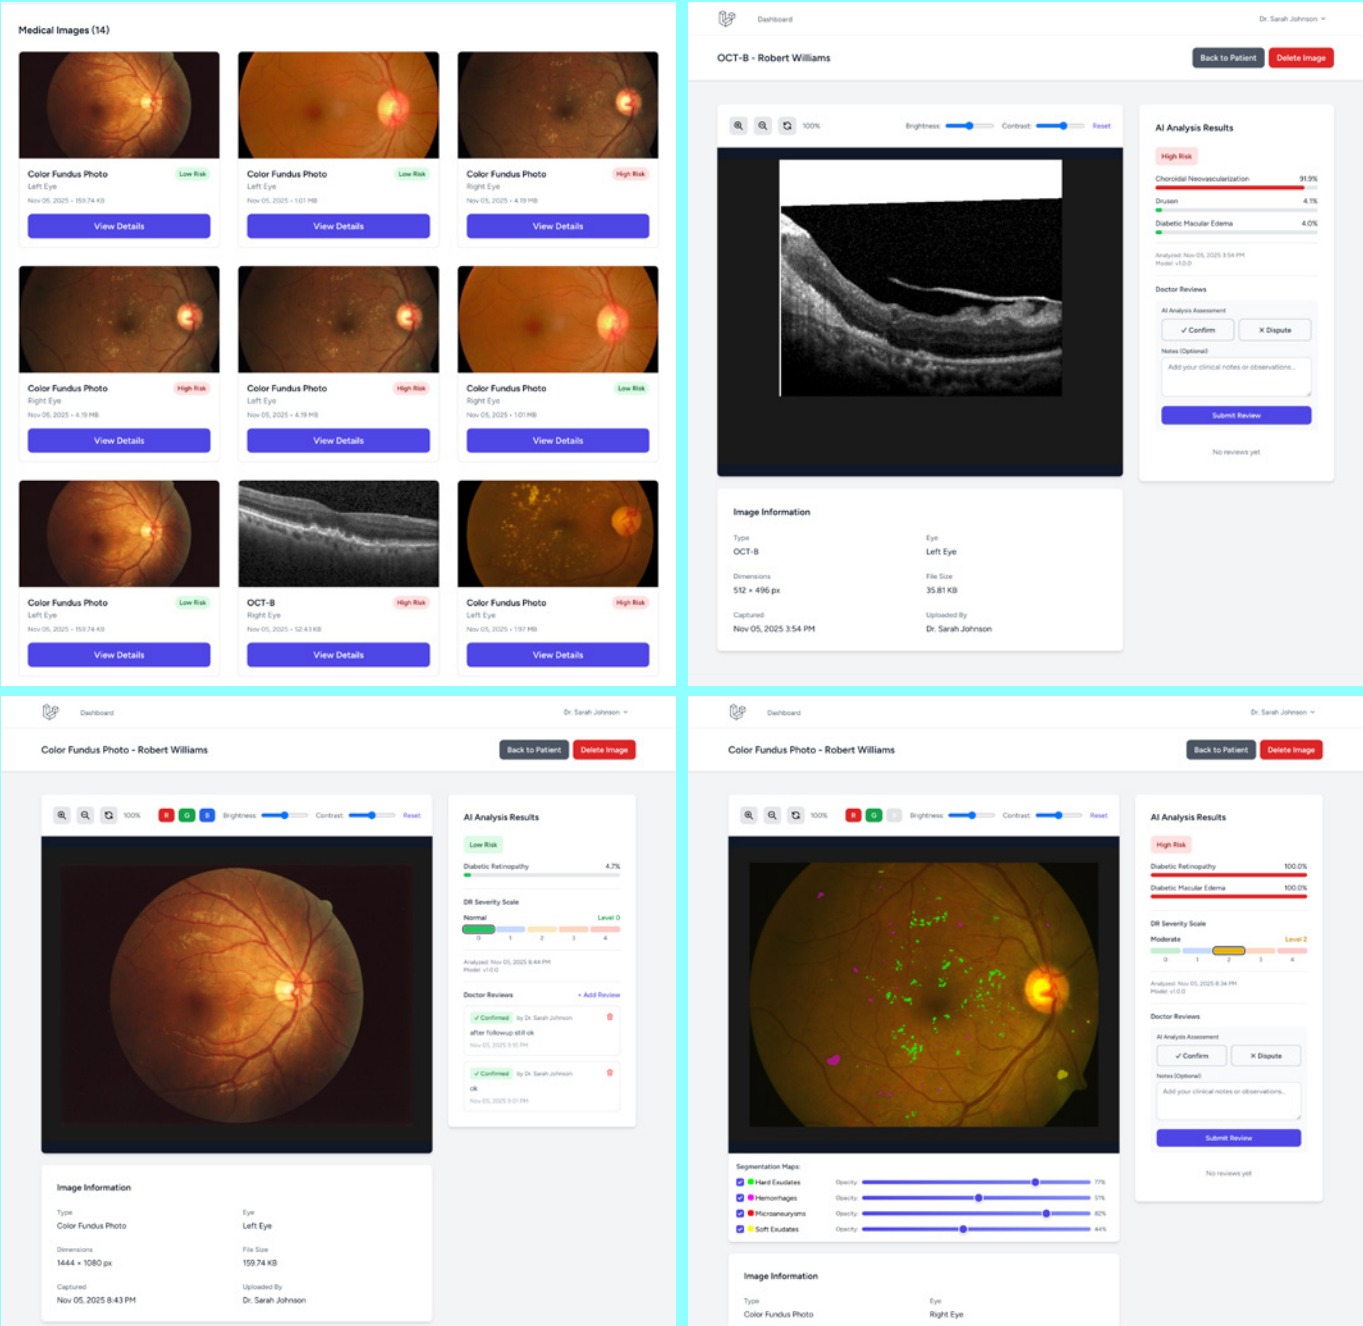 Medical Images (14)
Color Fundus Photo Low Risk
Left Eye
Nov 05, 2025 • 159.74 KB
View Details
Color Fundus Photo Low Risk
Left Eye
Nov 05, 2025 • 1.01 MB
View Details
Color Fundus Photo High Risk
Right Eye
Nov 05, 2025 • 4.19 MB
View Details
Color Fundus Photo High Risk
Right Eye
Nov 05, 2025 • 4.19 MB
View Details
Color Fundus Photo High Risk
Left Eye
Nov 05, 2025 • 4.19 MB
View Details
Color Fundus Photo Low Risk
Right Eye
Nov 05, 2025 • 1.01 MB
View Details
Color Fundus Photo Low Risk
Left Eye
Nov 05, 2025 • 159.74 KB
View Details
OCT-B High Risk
Right Eye
Nov 05, 2025 • 52.43 KB
View Details
Color Fundus Photo High Risk
Left Eye
Nov 05, 2025 • 1.97 MB
View Details
Dashboard Dr. Sarah Johnson
OCT-B - Robert Williams Back to Patient Delete Image
100% Brightness: Contrast: Reset
AI Analysis Results
High Risk
Choroidal Neovascularization 91.9%
Drusen 4.1%
Diabetic Macular Edema 4.0%
Analyzed: Nov 05, 2025 3:54 PM
Model: v1.0.0
Doctor Reviews
AI Analysis Assessment
✓ Confirm ✕ Dispute
Notes (Optional)
Add your clinical notes or observations...
Submit Review
No reviews yet
Image Information
Type Eye
OCT-B Left Eye
Dimensions File Size
512 × 496 px 35.81 KB
Captured Uploaded By
Nov 05, 2025 3:54 PM Dr. Sarah Johnson
Dashboard Dr. Sarah Johnson
Color Fundus Photo - Robert Williams Back to Patient Delete Image
100% R G B Brightness: Contrast: Reset
AI Analysis Results
Low Risk
Diabetic Retinopathy 4.7%
DR Severity Scale
Normal Level 0
0 1 2 3 4
Analyzed: Nov 05, 2025 8:44 PM
Model: v1.0.0
Doctor Reviews + Add Review
✓ Confirmed by Dr. Sarah Johnson
after followup still ok
✓ Confirmed by Dr. Sarah Johnson
ok
Nov 05, 2025 9:01 PM
Image Information
Type Eye
Color Fundus Photo Left Eye
Dimensions File Size
1444 × 1080 px 159.74 KB
Captured Uploaded By
Nov 05, 2025 8:43 PM Dr. Sarah Johnson
Dashboard Dr. Sarah Johnson
Color Fundus Photo - Robert Williams Back to Patient Delete Image
100% R G Brightness: Contrast: Reset
AI Analysis Results
High Risk
Diabetic Retinopathy 100.0%
Diabetic Macular Edema 100.0%
DR Severity Scale
Moderate Level 2
0 1 2 3 4
Analyzed: Nov 05, 2025 8:34 PM
Model: v1.0.0
Doctor Reviews
AI Analysis Assessment
✓ Confirm ✕ Dispute
Notes (Optional)
Add your clinical notes or observations...
Submit Review
No reviews yet
Segmentation Maps:
Hard Exudates Opacity: 77%
Hemorrhages Opacity: 51%
Microaneurysms Opacity: 82%
Soft Exudates Opacity: 44%
Image Information
Type Eye
Color Fundus Photo Right Eye